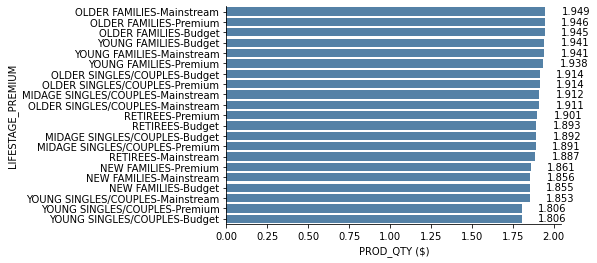 OLDER FAMILIES-Mainstream 1.949
OLDER FAMILIES-Premium 1.946
OLDER FAMILIES-Budget 1.945
YOUNG FAMILIES-Budget 1.941
YOUNG FAMILIES-Mainstream 1.941
YOUNG FAMILIES-Premium 1.938
OLDER SINGLES/COUPLES-Budget 1.914
OLDER SINGLES/COUPLES-Premium 1.914
MIDAGE SINGLES/COUPLES-Mainstream 1.912
OLDER SINGLES/COUPLES-Mainstream 1.911
RETIREES-Premium 1.901
RETIREES-Budget 1.893
MIDAGE SINGLES/COUPLES-Budget 1.892
MIDAGE SINGLES/COUPLES-Premium 1.891
RETIREES-Mainstream 1.887
NEW FAMILIES-Premium 1.861
NEW FAMILIES-Mainstream 1.856
NEW FAMILIES-Budget 1.855
YOUNG SINGLES/COUPLES-Mainstream 1.853
YOUNG SINGLES/COUPLES-Premium 1.806
YOUNG SINGLES/COUPLES-Budget 1.806
LIFESTAGE_PREMIUM
0.00 0.25 0.50 0.75 1.00 1.25 1.50 1.75 2.00
PROD_QTY ($)